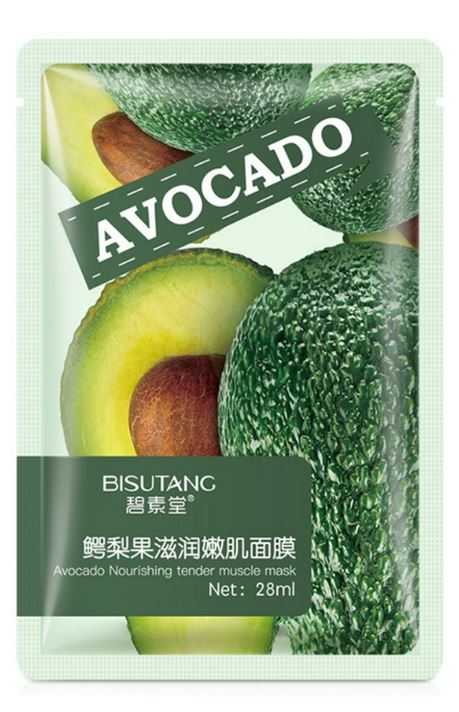 AVOCADO
BISUTANG
碧素堂®
鳄梨果滋润嫩肌面膜
Avocado Nourishing tender muscle mask
Net: 28ml